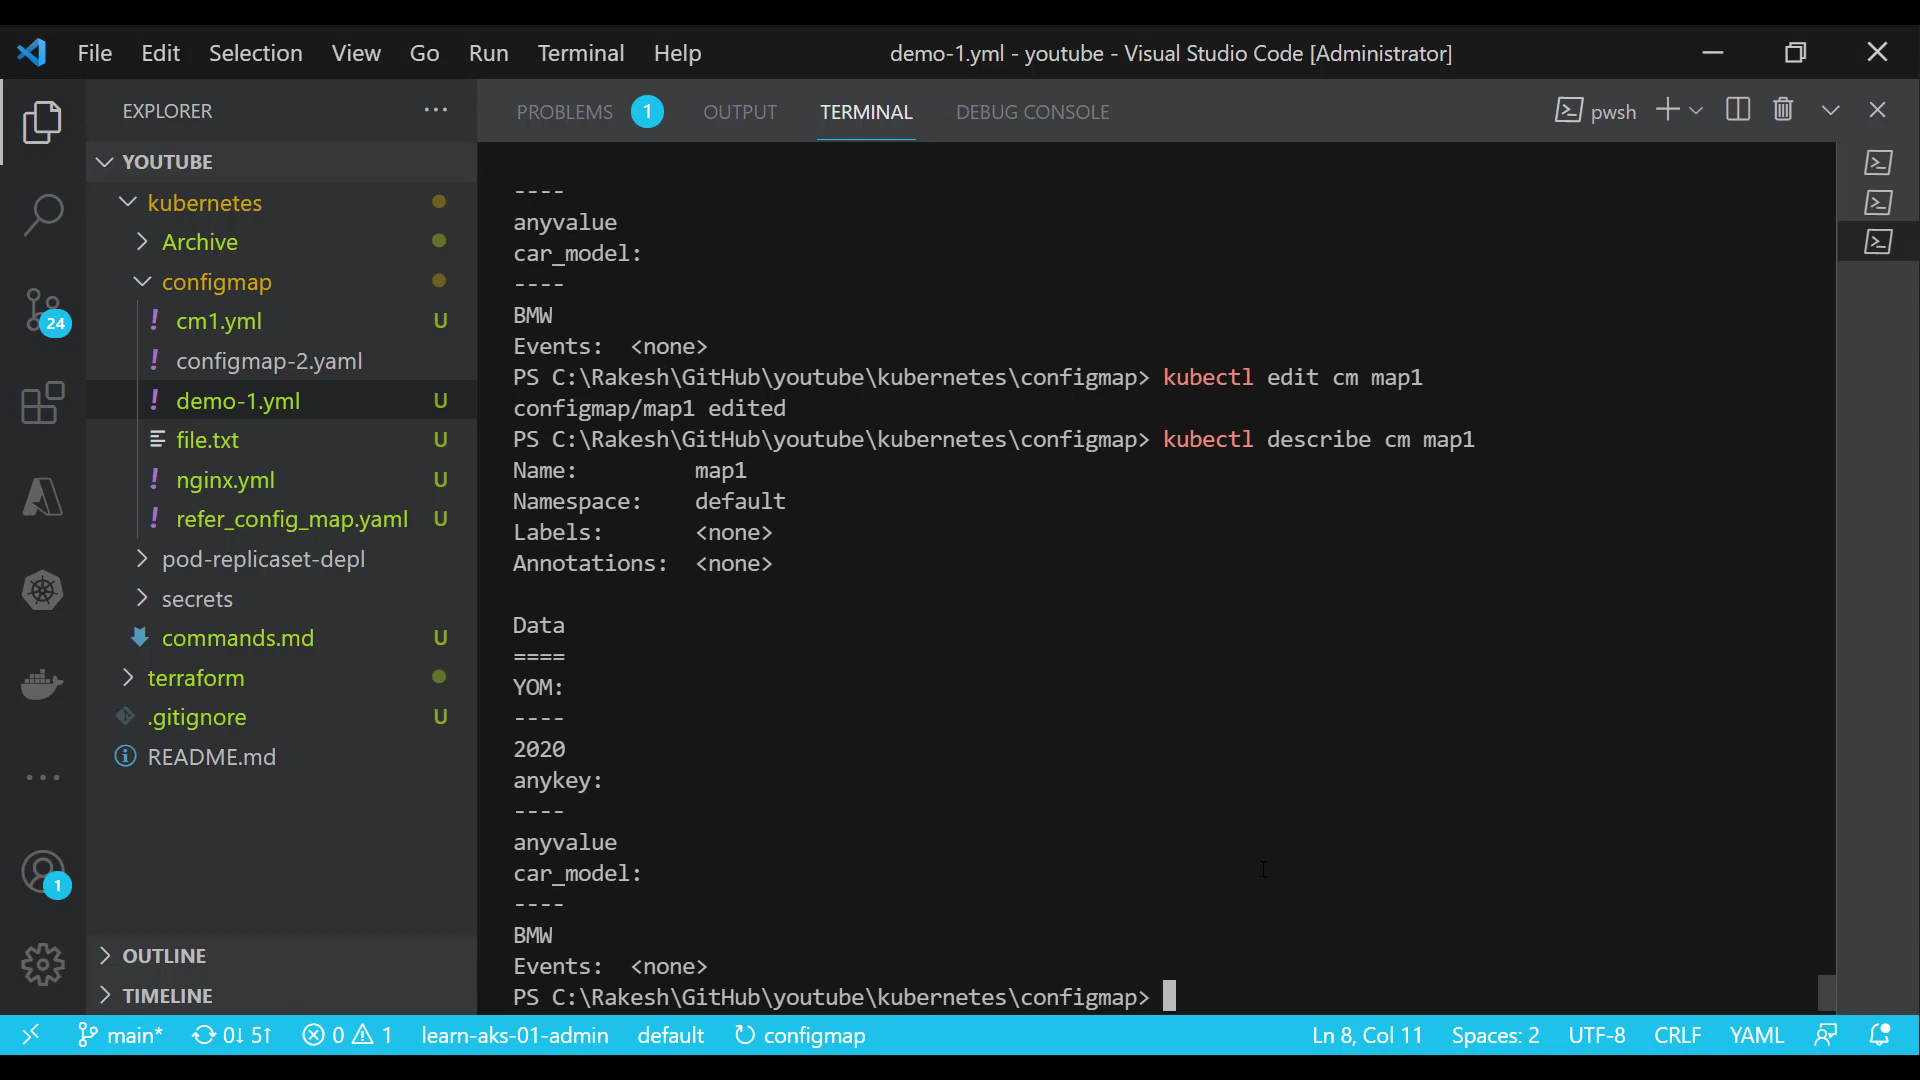 File Edit Selection View Go Run Terminal Help
demo-1.yml - youtube - Visual Studio Code [Administrator]
EXPLORER
PROBLEMS 1 OUTPUT TERMINAL DEBUG CONSOLE
pwsh
YOUTUBE
kubernetes
Archive
configmap
cm1.yml U
configmap-2.yaml
demo-1.yml U
file.txt U
nginx.yml U
refer_config_map.yaml U
pod-replicaset-depl
secrets
commands.md U
terraform
.gitignore U
README.md
OUTLINE
TIMELINE
24
1
----
anyvalue
car_model:
----
BMW
Events: <none>
PS C:\Rakesh\GitHub\youtube\kubernetes\configmap> kubectl edit cm map1
configmap/map1 edited
PS C:\Rakesh\GitHub\youtube\kubernetes\configmap> kubectl describe cm map1
Name: map1
Namespace: default
Labels: <none>
Annotations: <none>
Data
====
YOM:
----
2020
anykey:
----
anyvalue
car_model:
----
BMW
Events: <none>
PS C:\Rakesh\GitHub\youtube\kubernetes\configmap>
main* 0↓ 5↑ 0 1 learn-aks-01-admin default configmap
Ln 8, Col 11 Spaces: 2 UTF-8 CRLF YAML